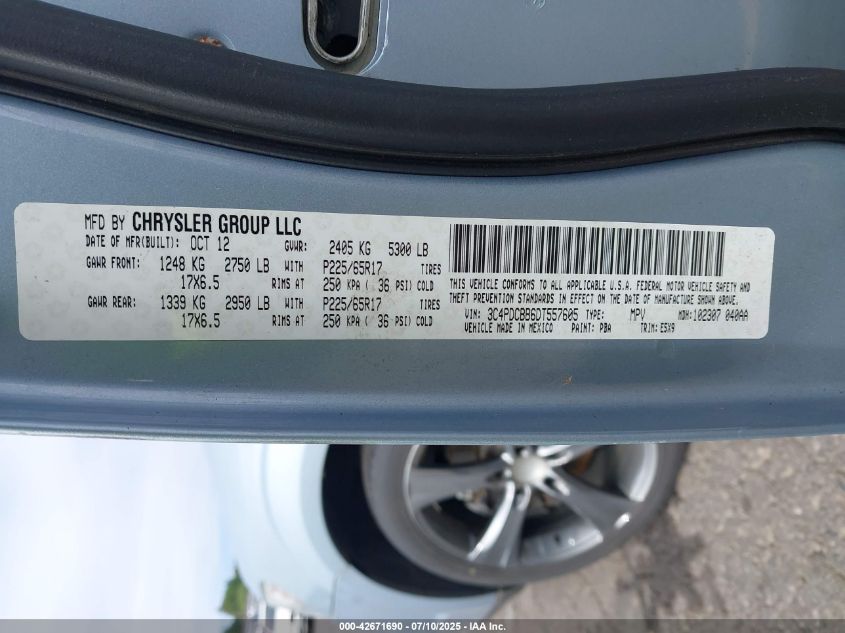 MFD BY CHRYSLER GROUP LLC
DATE OF MFR(BUILT): OCT 12 GVWR: 2405 KG 5300 LB
GAWR FRONT: 1248 KG 2750 LB WITH P225/65R17 TIRES
17X6.5 RIMS AT 250 KPA ( 36 PSI) COLD
GAWR REAR: 1339 KG 2950 LB WITH P225/65R17 TIRES
17X6.5 RIMS AT 250 KPA ( 36 PSI) COLD
THIS VEHICLE CONFORMS TO ALL APPLICABLE U.S.A. FEDERAL MOTOR VEHICLE SAFETY AND
THEFT PREVENTION STANDARDS IN EFFECT ON THE DATE OF MANUFACTURE SHOWN ABOVE.
VIN: 3C4PDCBB6DT557605 TYPE: MPV MDH:102307 040AA
VEHICLE MADE IN MEXICO PAINT: PBA TRIM: E5X9
000-42671690 - 07/10/2025 - IAA Inc.